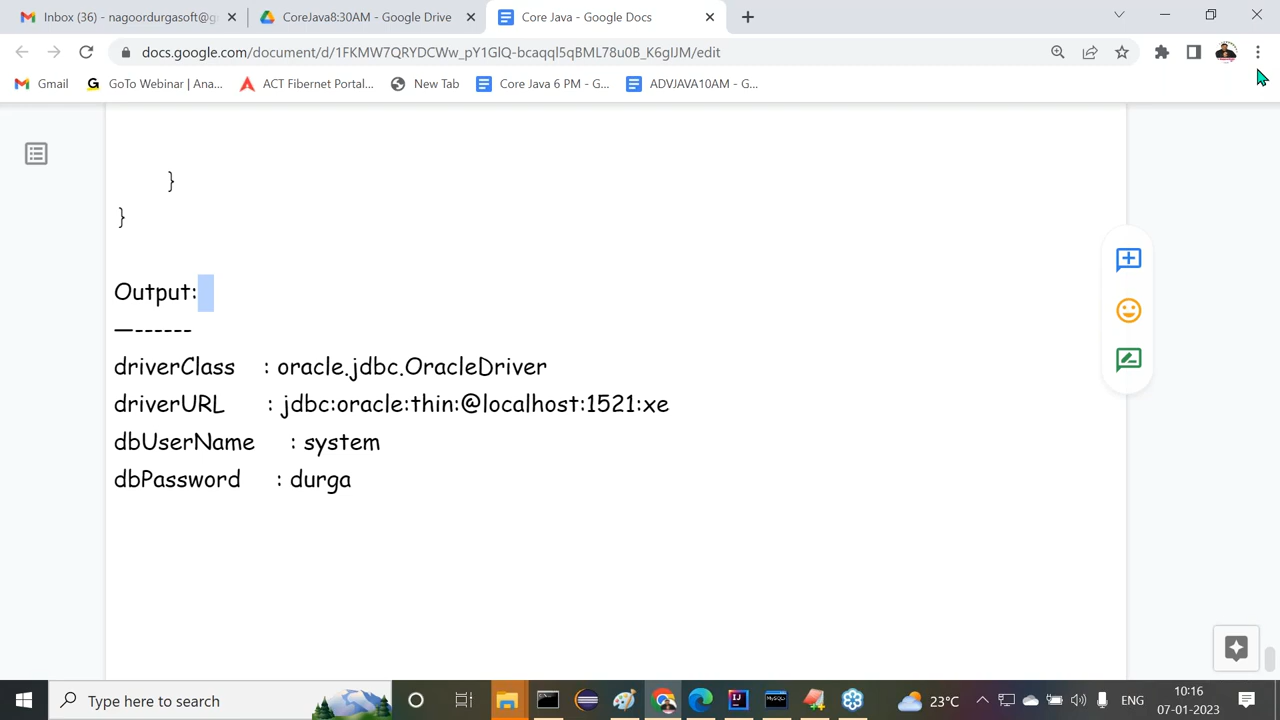 Inbox (36) - nagoordurgasoft@g
CoreJava8:30AM - Google Drive
Core Java - Google Docs
docs.google.com/document/d/1FKMW7QRYDCWw_pY1GlQ-bcaqql5qBML78u0B_K6gIJM/edit
Gmail
GoTo Webinar | Ana...
ACT Fibernet Portal...
New Tab
Core Java 6 PM - G...
ADVJAVA10AM - G...
}
}
Output:
—------
driverClass : oracle.jdbc.OracleDriver
driverURL : jdbc:oracle:thin:@localhost:1521:xe
dbUserName : system
dbPassword : durga
Type here to search
23°C
ENG
10:16
07-01-2023